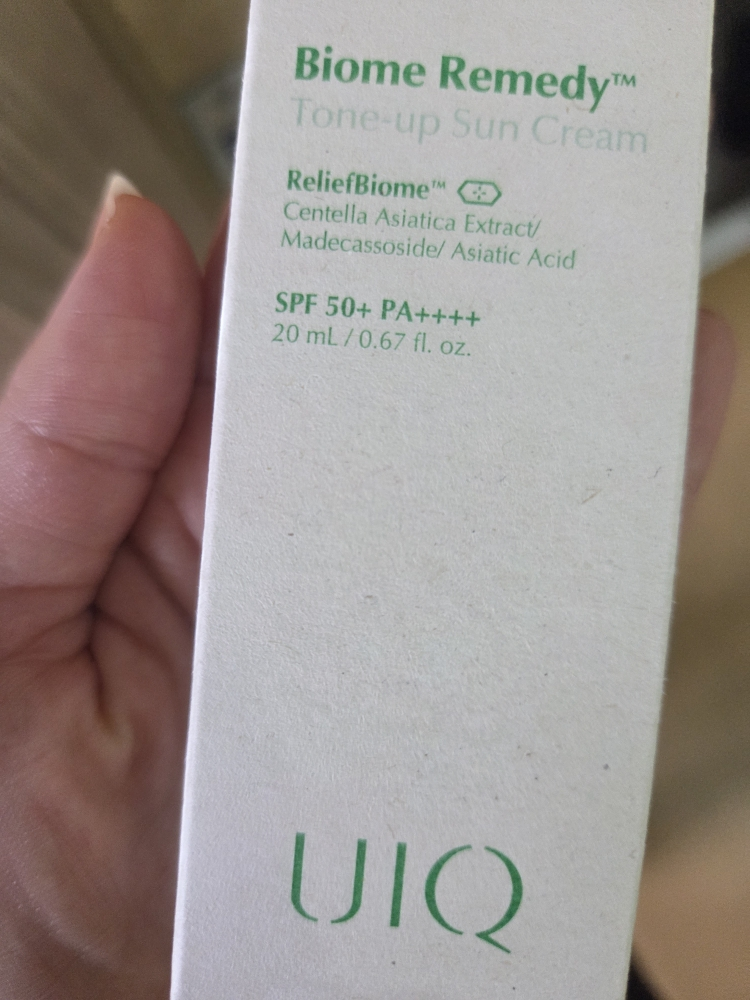 Biome Remedy™
Tone-up Sun Cream
ReliefBiome™
Centella Asiatica Extract/
Madecassoside/ Asiatic Acid
SPF 50+ PA++++
20 mL / 0.67 fl. oz.
UIQ